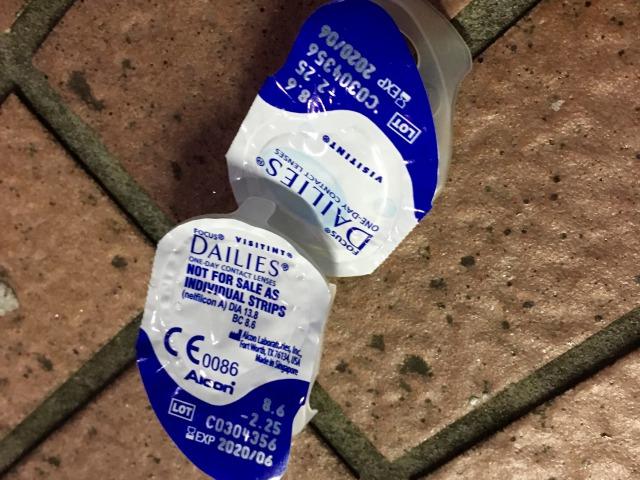 8.6
-2.25
C0304356
EXP 2020/06
LOT
VISITINT®
FOCUS®
DAILIES®
ONE-DAY CONTACT LENSES
FOCUS® VISITINT®
DAILIES®
ONE-DAY CONTACT LENSES
NOT FOR SALE AS
INDIVIDUAL STRIPS
(nelfilcon A) DIA 13.8
BC 8.6
Alcon Laboratories, Inc.
Fort Worth, TX 76134, USA
Made in Singapore
CE 0086
Alcon
8.6
LOT -2.25
C0304356
EXP 2020/06